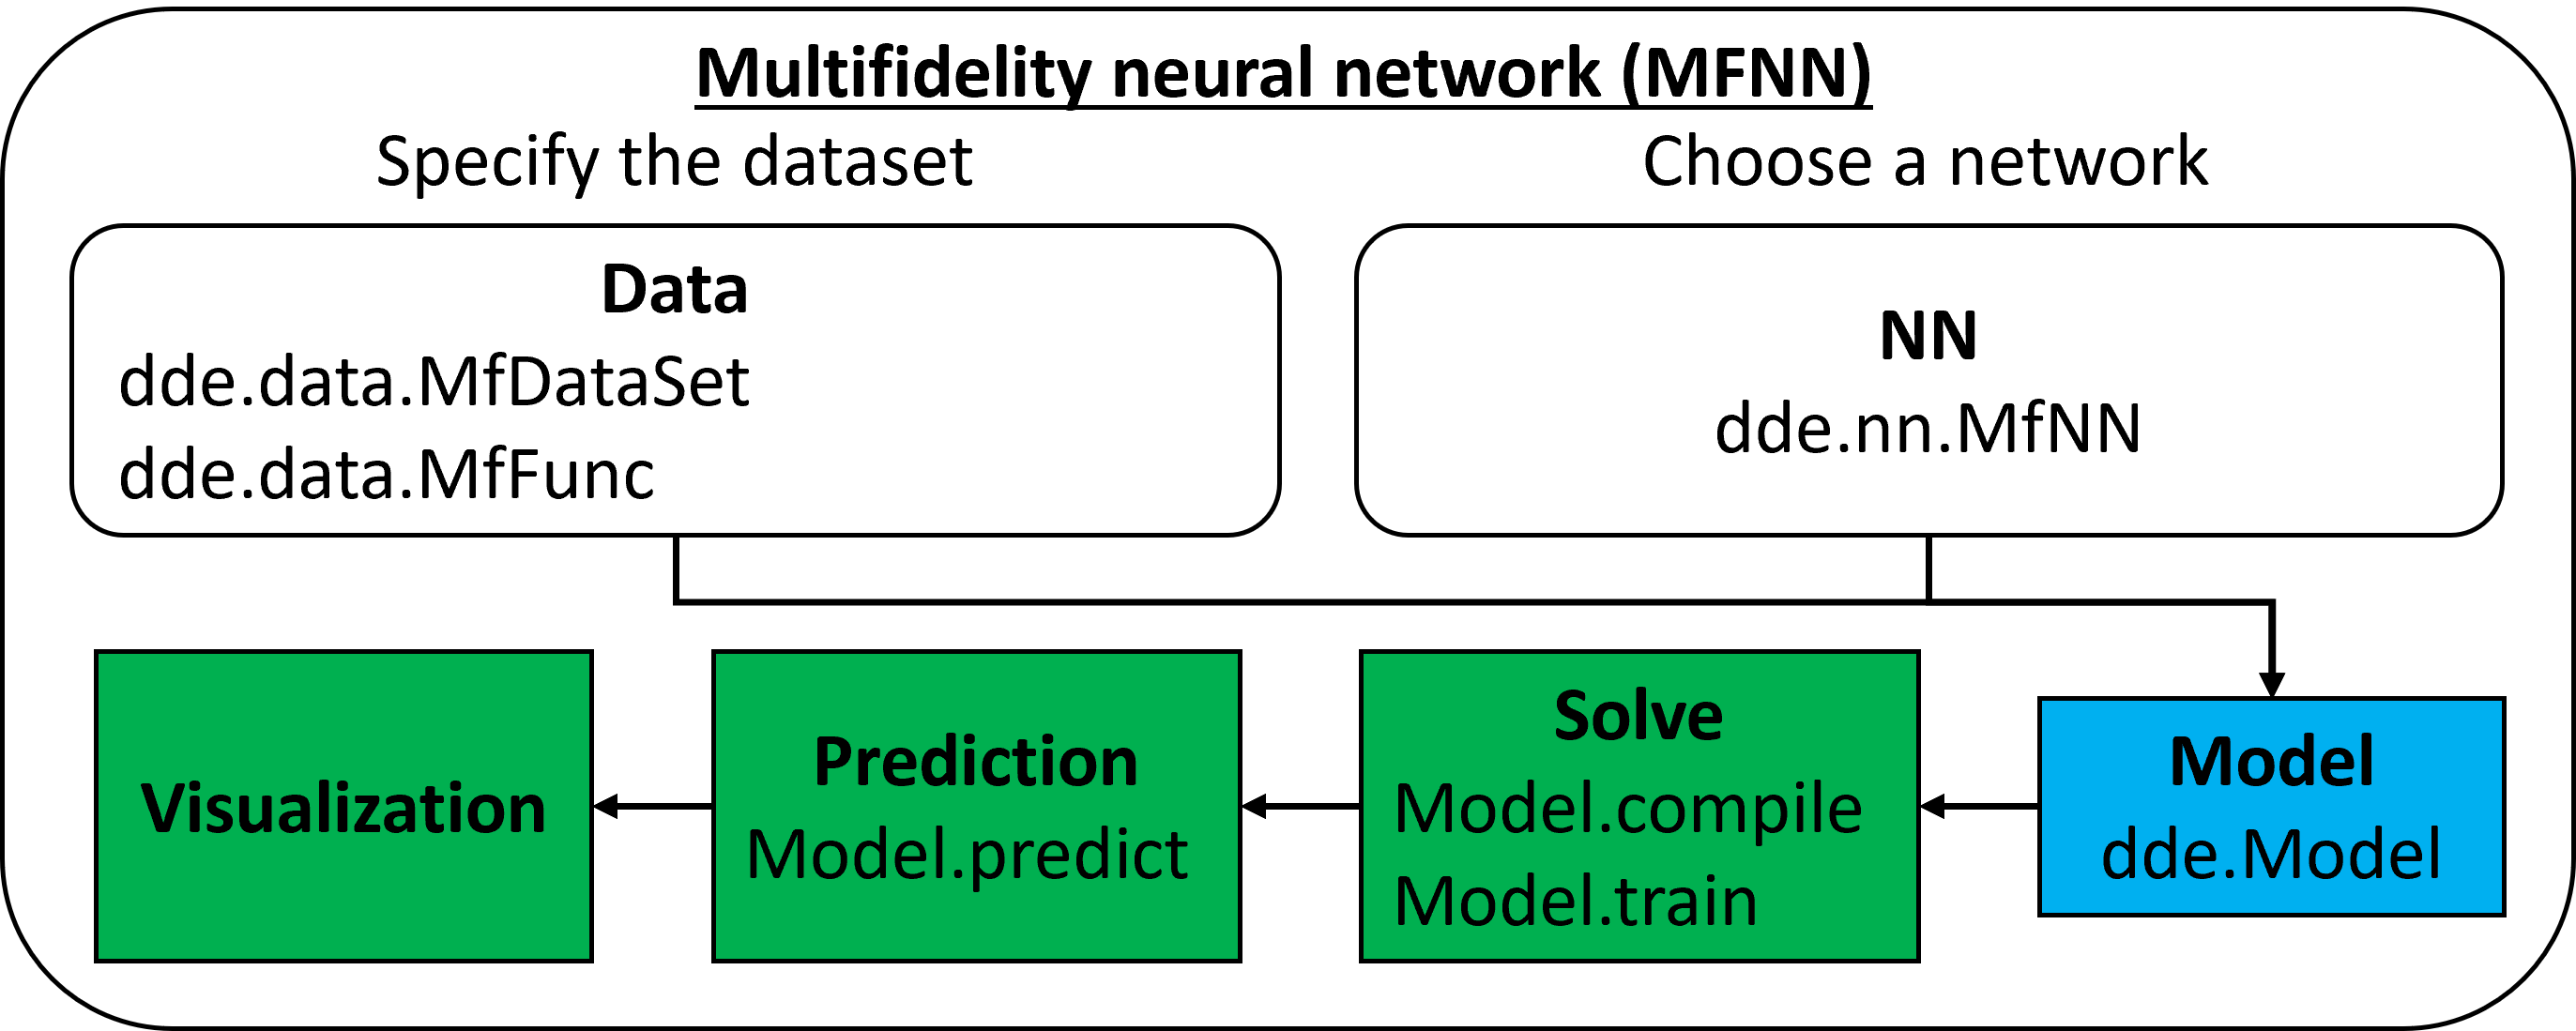 Multifidelity neural network (MFNN)
Specify the dataset
Choose a network
Data
dde.data.MfDataSet
dde.data.MfFunc
NN
dde.nn.MfNN
Visualization
Prediction
Model.predict
Solve
Model.compile
Model.train
Model
dde.Model